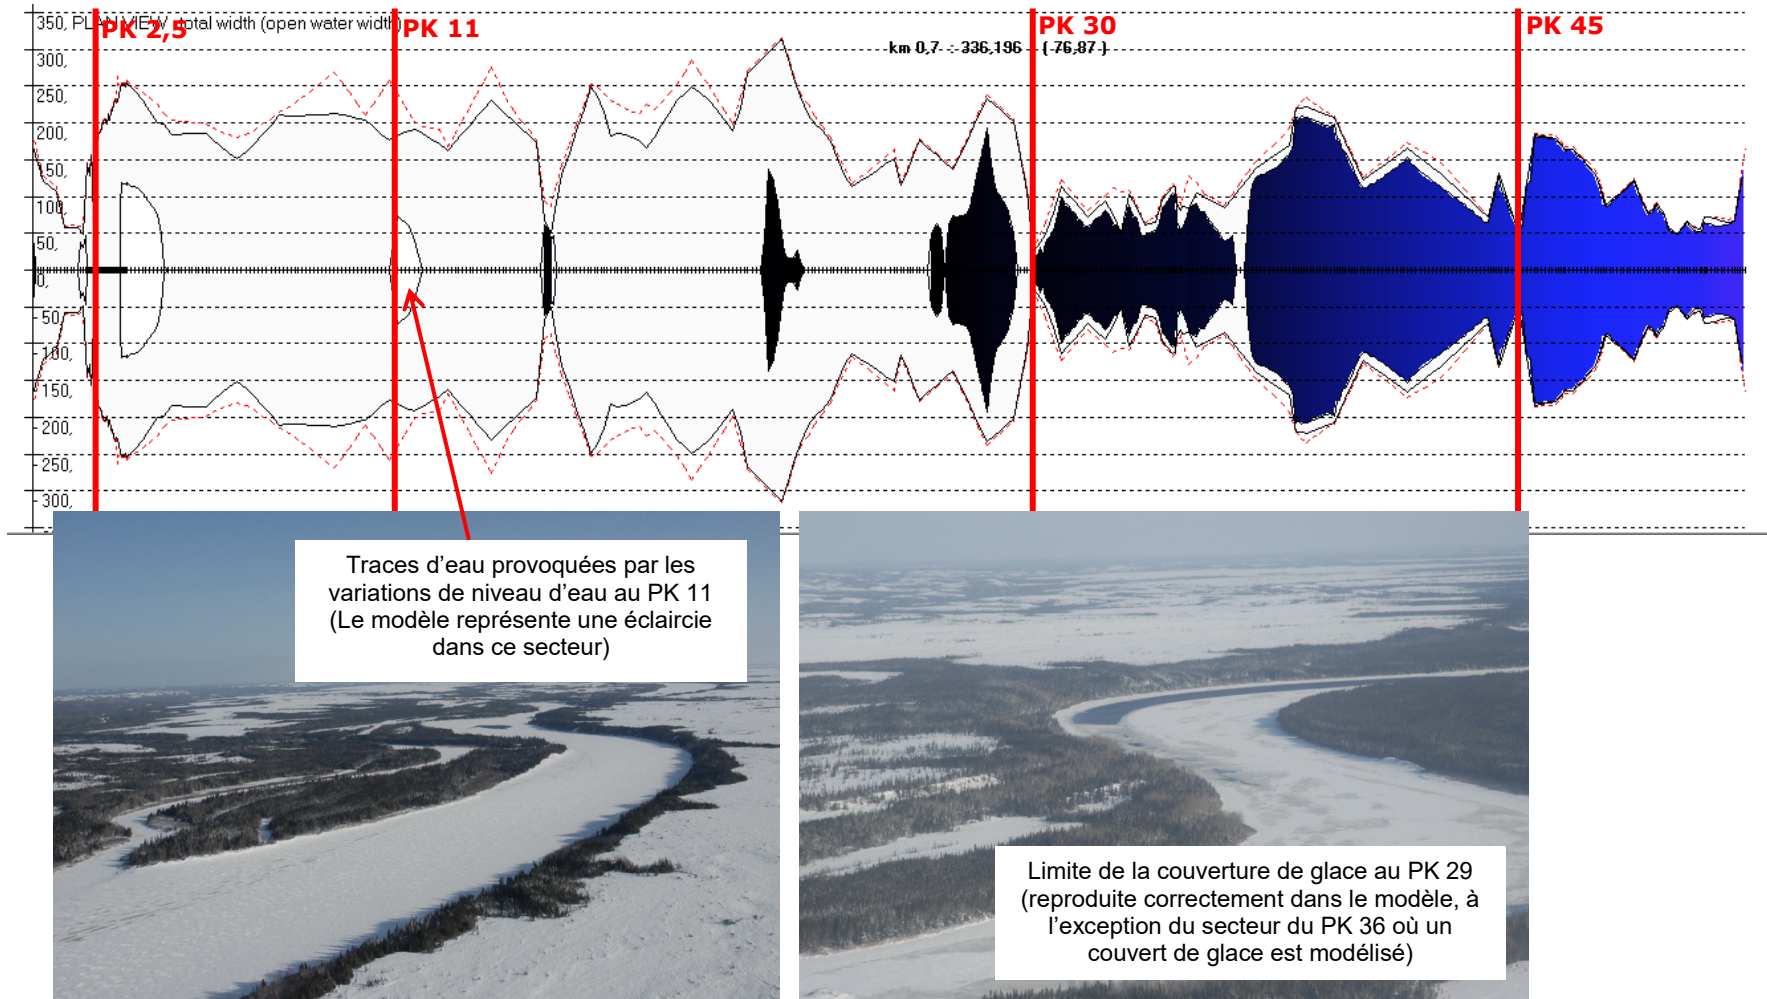 350, PLAN VIEW total width (open water width)
PK 2,5
PK 11
PK 30
PK 45
km 0,7 : 336,196 ( 76,87 )
300,
250,
200,
150,
100,
50,
0,
- 50,
- 100,
- 150,
- 200,
- 250,
- 300,
Traces d’eau provoquées par les
variations de niveau d’eau au PK 11
(Le modèle représente une éclaircie
dans ce secteur)
Limite de la couverture de glace au PK 29
(reproduite correctement dans le modèle, à
l’exception du secteur du PK 36 où un
couvert de glace est modélisé)